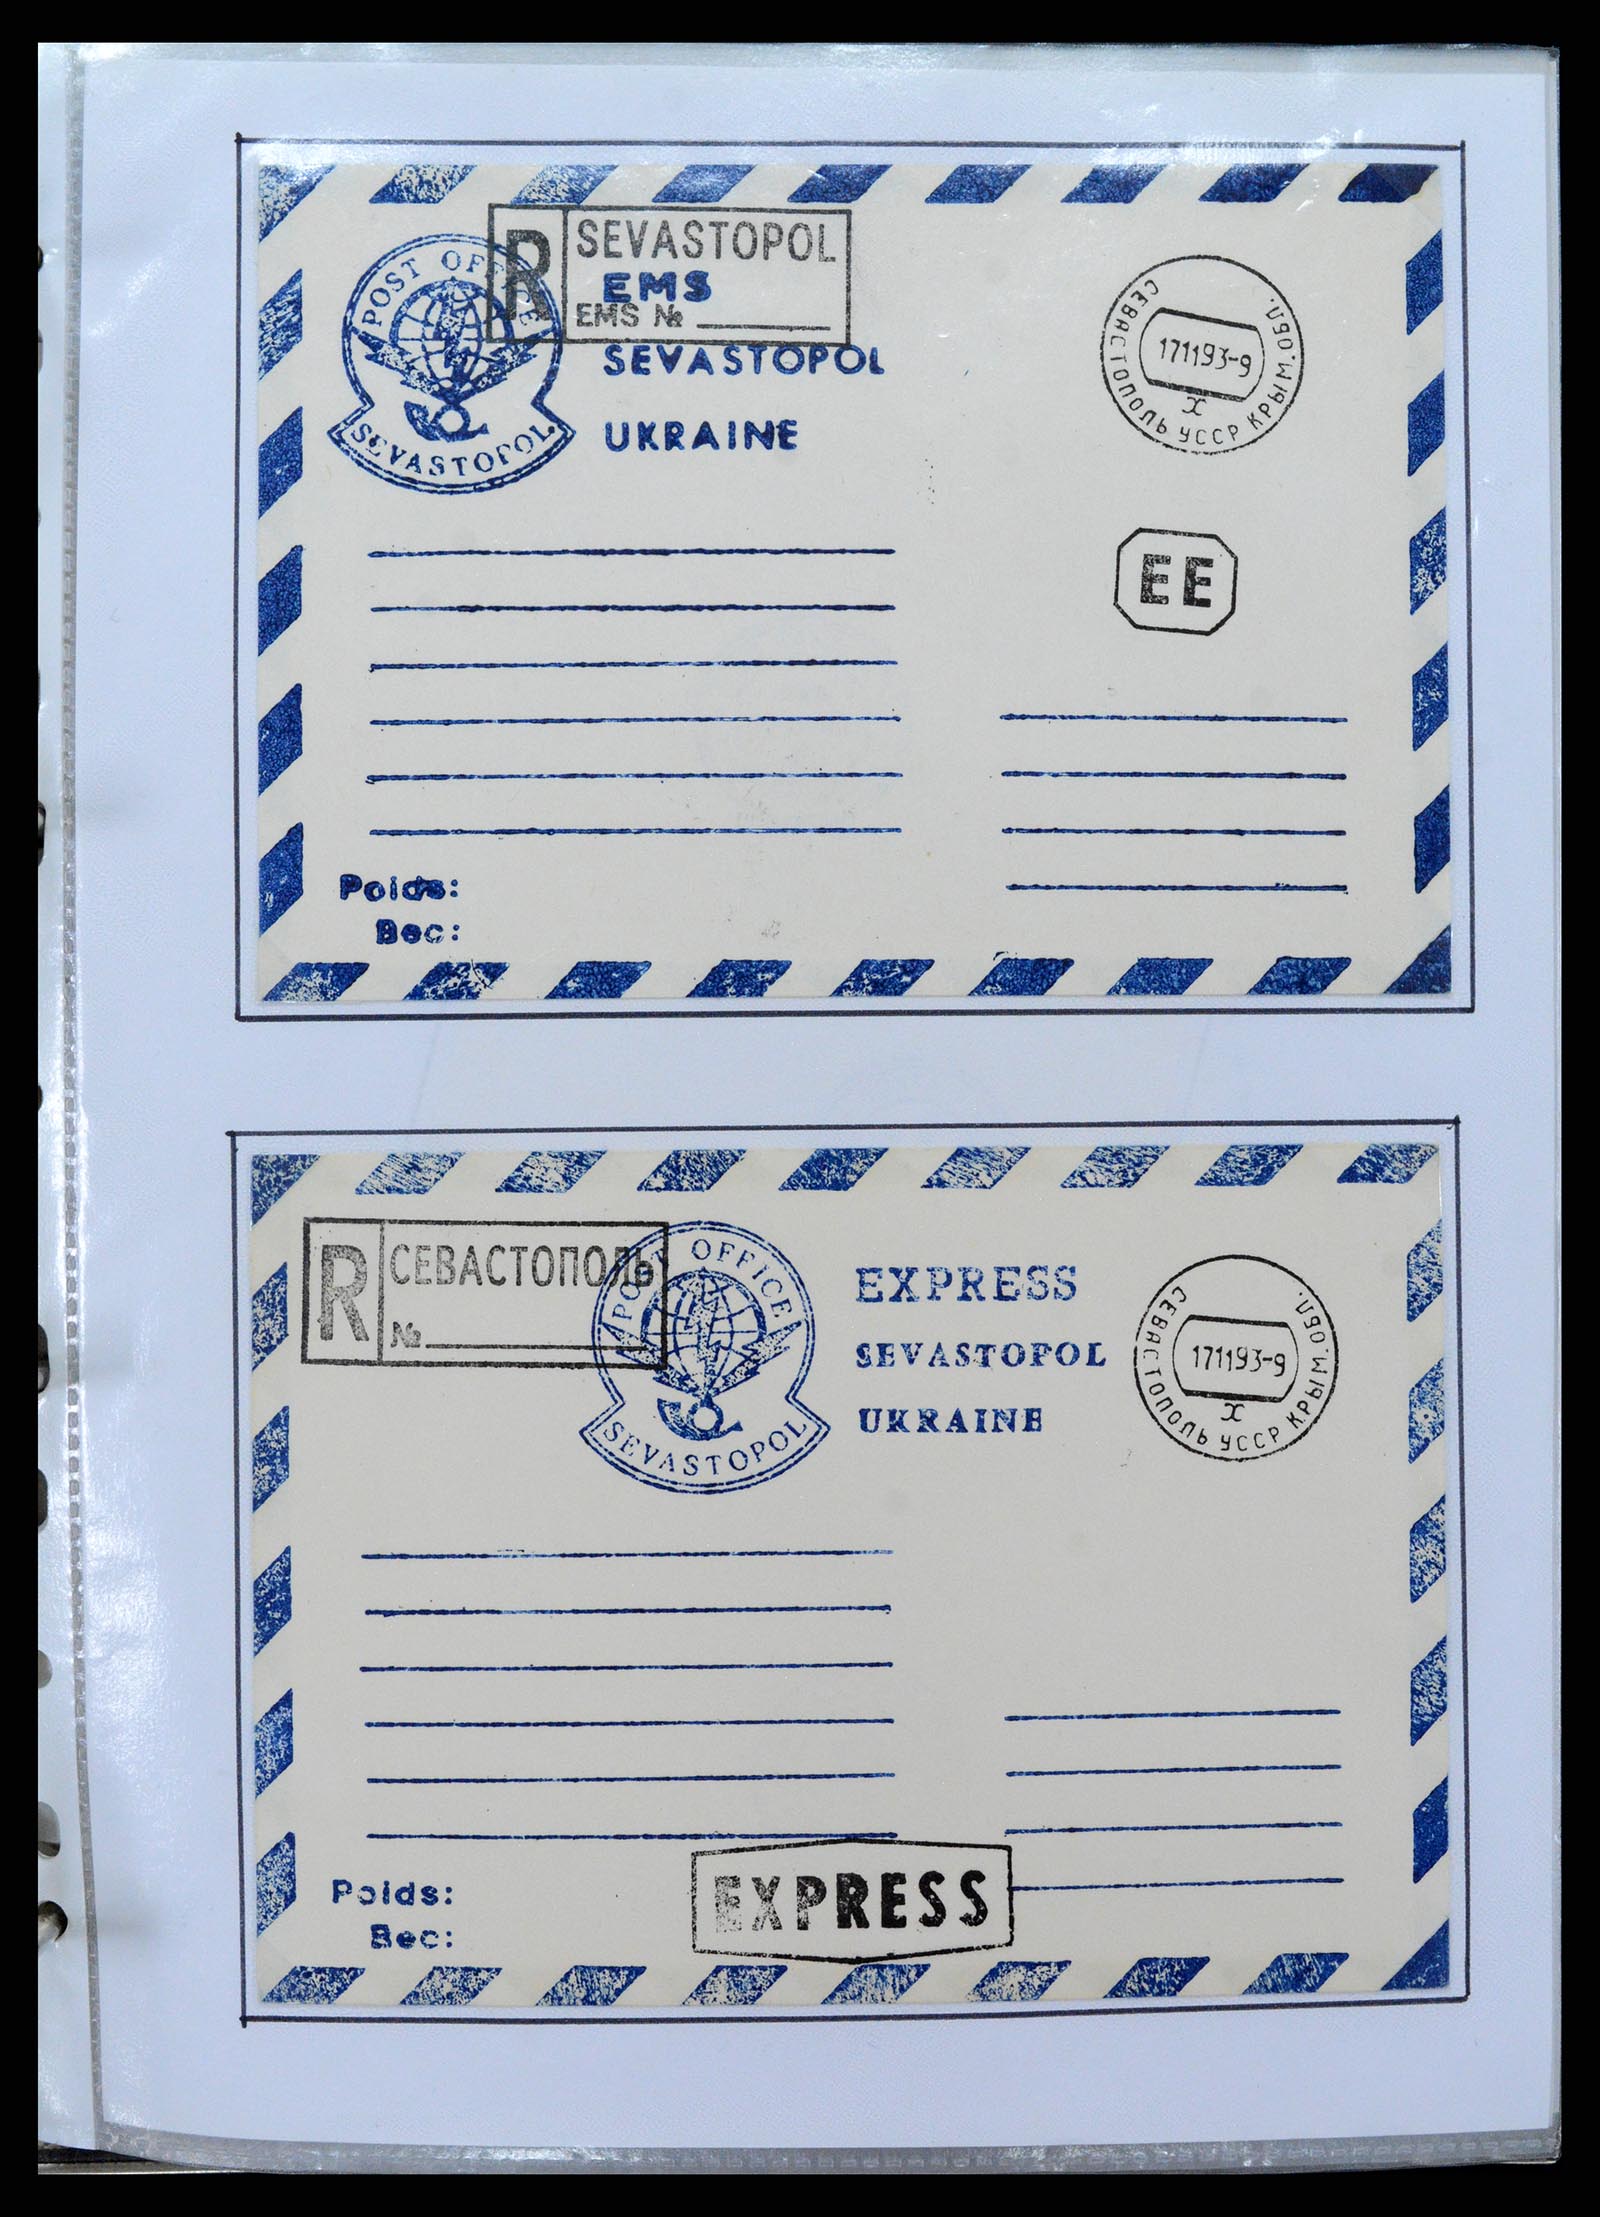 POST OFFICE
SEVASTOPOL
R SEVASTOPOL
EMS
EMS №
SEVASTOPOL
UKRAINE
СЕВАСТОПОЛЬ УССР КРЫМ.ОБЛ.
171193-9
х
EE
Poids:
Вес:
R СЕВАСТОПОЛЬ
№
POST OFFICE
SEVASTOPOL
EXPRESS
SEVASTOPOL
UKRAINE
СЕВАСТОПОЛЬ УССР КРЫМ.ОБЛ.
171193-9
х
Poids:
Вес:
EXPRESS